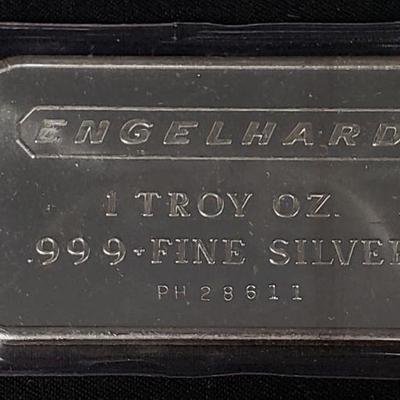 ENGELHARD
1 TROY OZ.
.999+FINE SILVER
PH28611